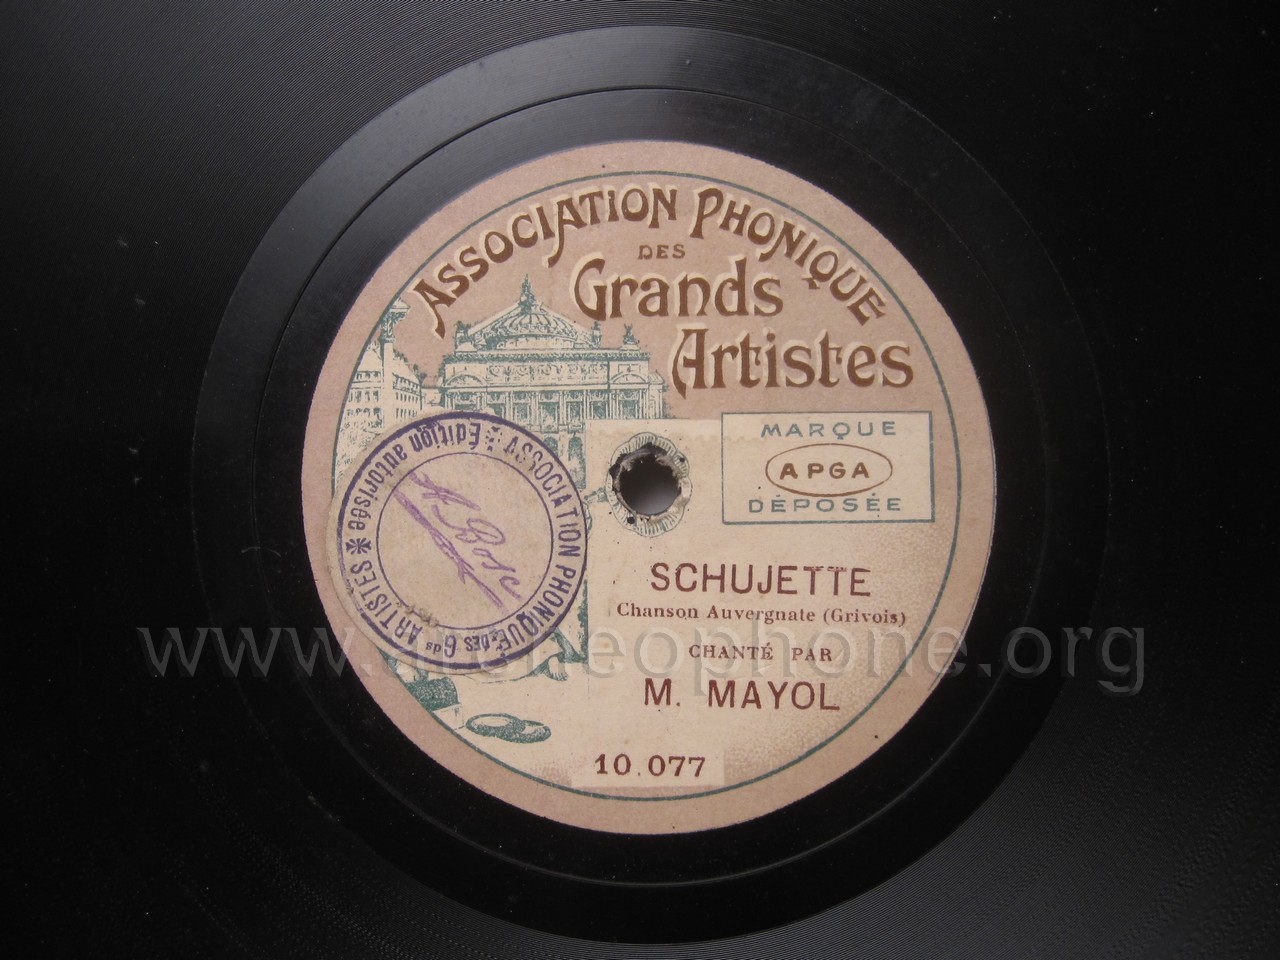 ASSOCIATION PHONIQUE
DES
Grands
Artistes
MARQUE
APGA
DÉPOSÉE
ASSOCIATION PHONIQUE DES Gds ARTISTES * Édition autorisée *
SCHUJETTE
Chanson Auvergnate (Grivois)
CHANTÉ PAR
M. MAYOL
10.077